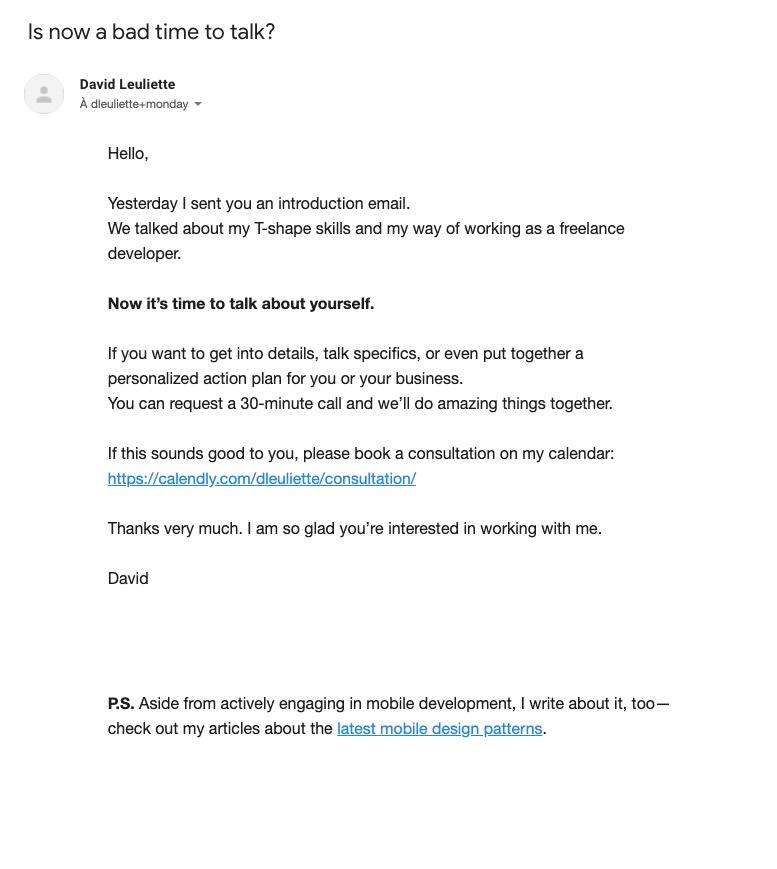 Is now a bad time to talk?
David Leuliette
À dleuliette+monday
Hello,
Yesterday I sent you an introduction email.
We talked about my T-shape skills and my way of working as a freelance
developer.
Now it’s time to talk about yourself.
If you want to get into details, talk specifics, or even put together a
personalized action plan for you or your business.
You can request a 30-minute call and we’ll do amazing things together.
If this sounds good to you, please book a consultation on my calendar:
https://calendly.com/dleuliette/consultation/
Thanks very much. I am so glad you’re interested in working with me.
David
P.S. Aside from actively engaging in mobile development, I write about it, too—
check out my articles about the latest mobile design patterns.